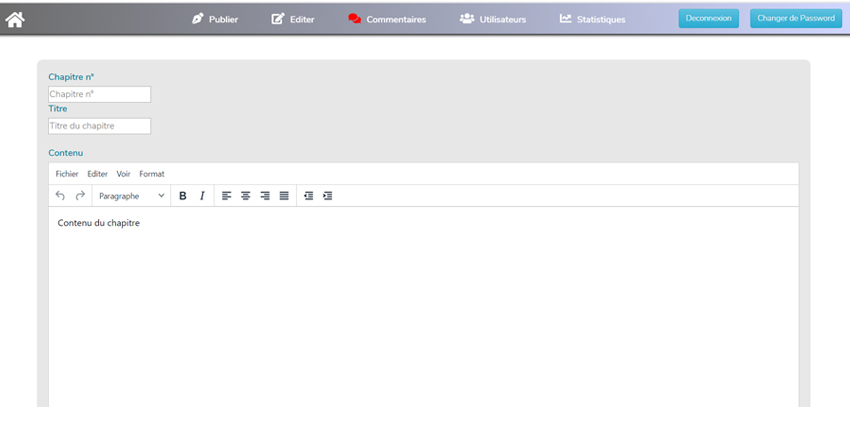 Publier Editer Commentaires Utilisateurs Statistiques Deconnexion Changer de Password
Chapitre n°
Chapitre n°
Titre
Titre du chapitre
Contenu
Fichier Editer Voir Format
Paragraphe B I
Contenu du chapitre